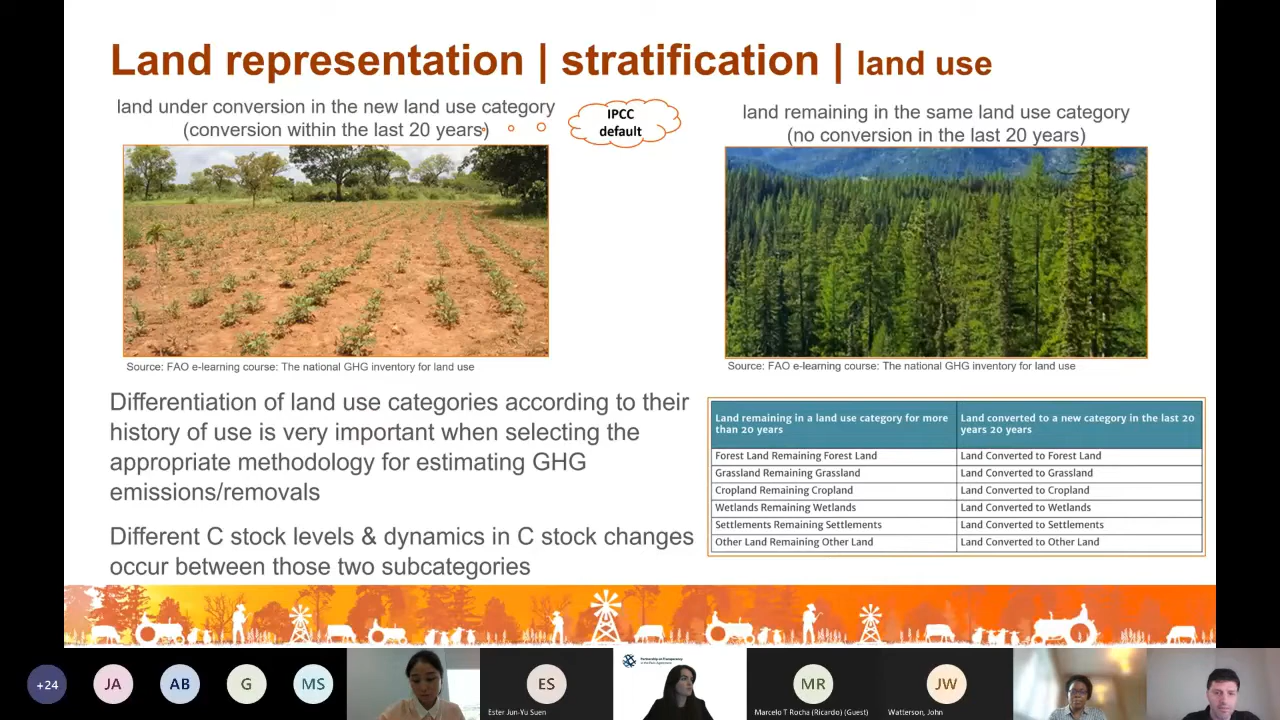 Land representation | stratification | land use
land under conversion in the new land use category
(conversion within the last 20 years)
IPCC
default
land remaining in the same land use category
(no conversion in the last 20 years)
Source: FAO e-learning course: The national GHG inventory for land use
Source: FAO e-learning course: The national GHG inventory for land use
Differentiation of land use categories according to their
history of use is very important when selecting the
appropriate methodology for estimating GHG
emissions/removals
Different C stock levels & dynamics in C stock changes
occur between those two subcategories
Land remaining in a land use category for more
than 20 years
Land converted to a new category in the last 20
years 20 years
Forest Land Remaining Forest Land
Land Converted to Forest Land
Grassland Remaining Grassland
Land Converted to Grassland
Cropland Remaining Cropland
Land Converted to Cropland
Wetlands Remaining Wetlands
Land Converted to Wetlands
Settlements Remaining Settlements
Land Converted to Settlements
Other Land Remaining Other Land
Land Converted to Other Land
+24
JA
AB
G
MS
ES
Ester Jun-Yu Suen
Partnership on Transparency
in the Paris Agreement
MR
Marcelo T Rocha (Ricardo) (Guest)
JW
Watterson, John